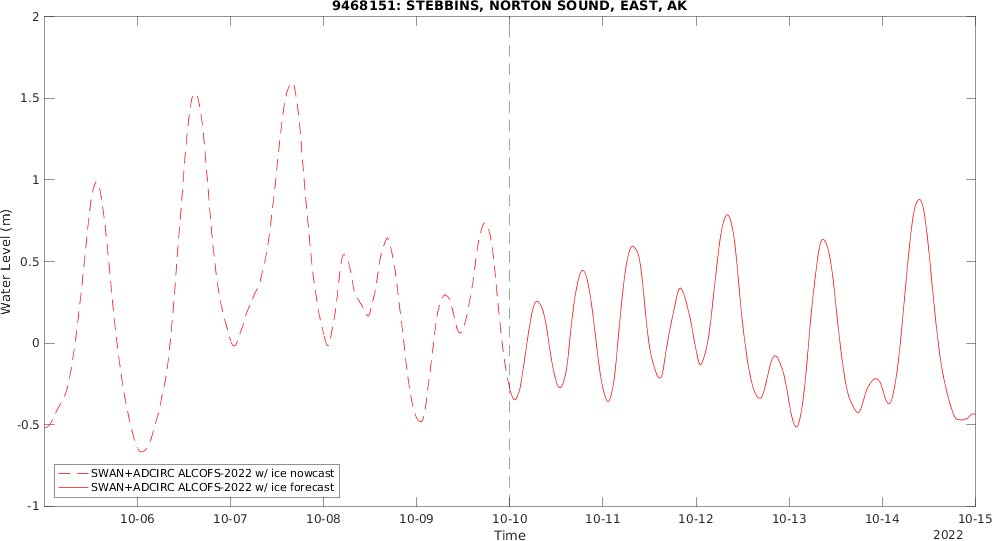 9468151: STEBBINS, NORTON SOUND, EAST, AK
2
1.5
1
0.5
0
-0.5
-1
Water Level (m)
SWAN+ADCIRC ALCOFS-2022 w/ ice nowcast
SWAN+ADCIRC ALCOFS-2022 w/ ice forecast
10-06 10-07 10-08 10-09 10-10 10-11 10-12 10-13 10-14 10-15
Time
2022